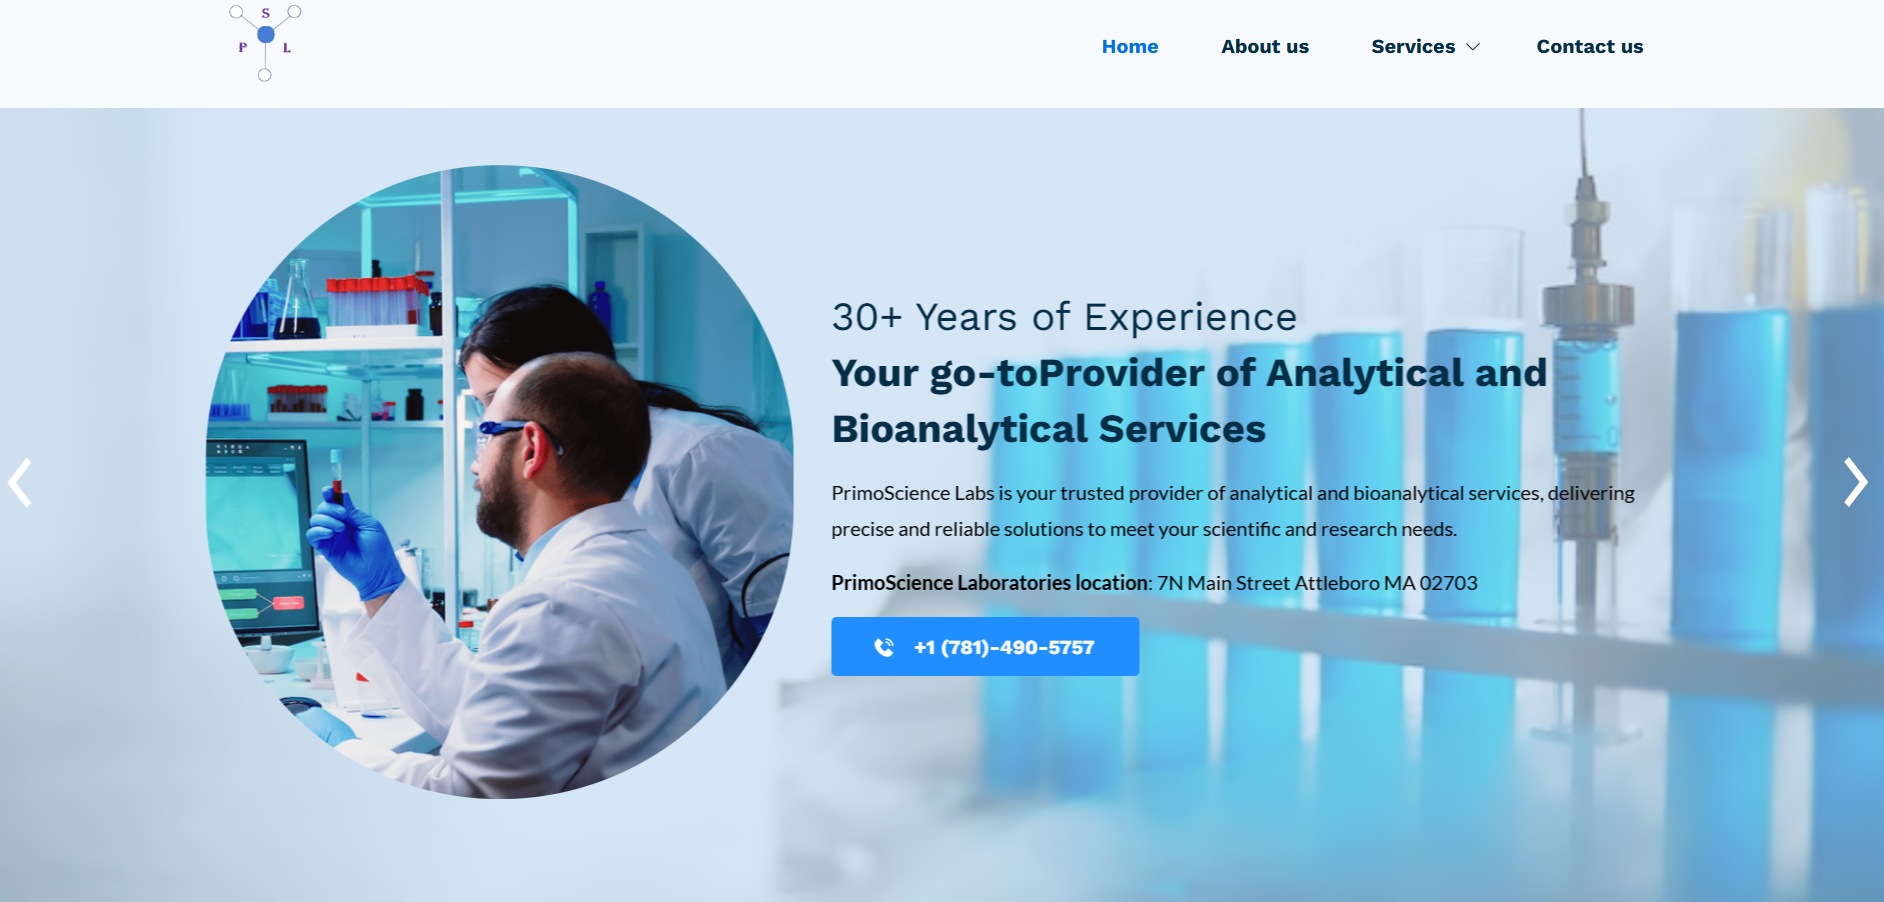 S
P L
Home About us Services Contact us
30+ Years of Experience
Your go-toProvider of Analytical and
Bioanalytical Services
PrimoScience Labs is your trusted provider of analytical and bioanalytical services, delivering
precise and reliable solutions to meet your scientific and research needs.
PrimoScience Laboratories location: 7N Main Street Attleboro MA 02703
+1 (781)-490-5757